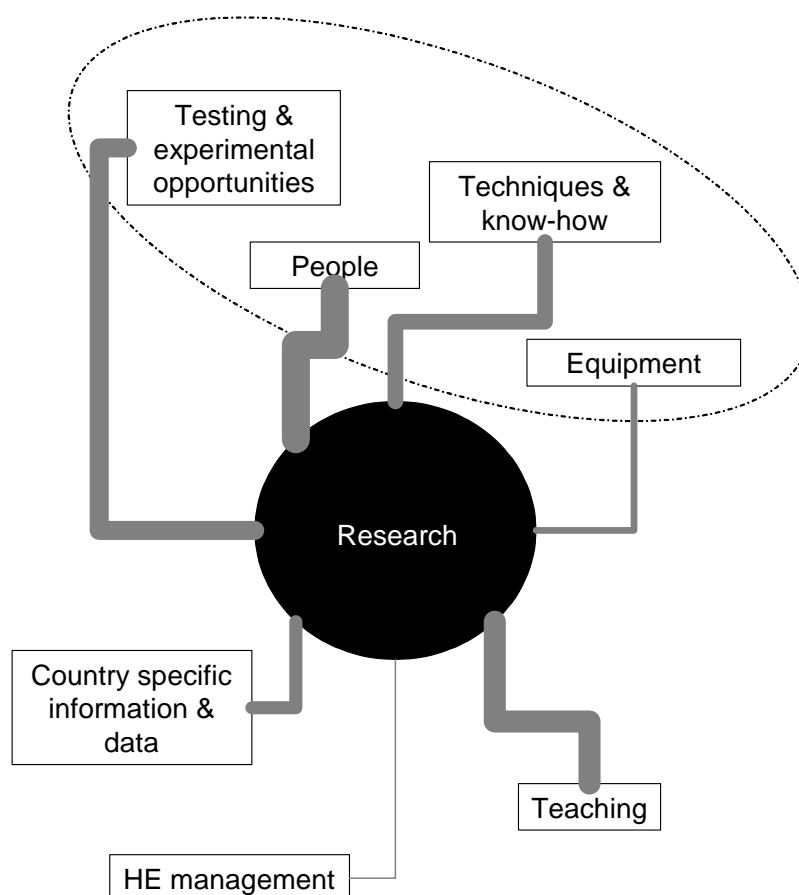 Testing &
experimental
opportunities
Techniques &
know-how
People
Equipment
Research
Country specific
information &
data
Teaching
HE management